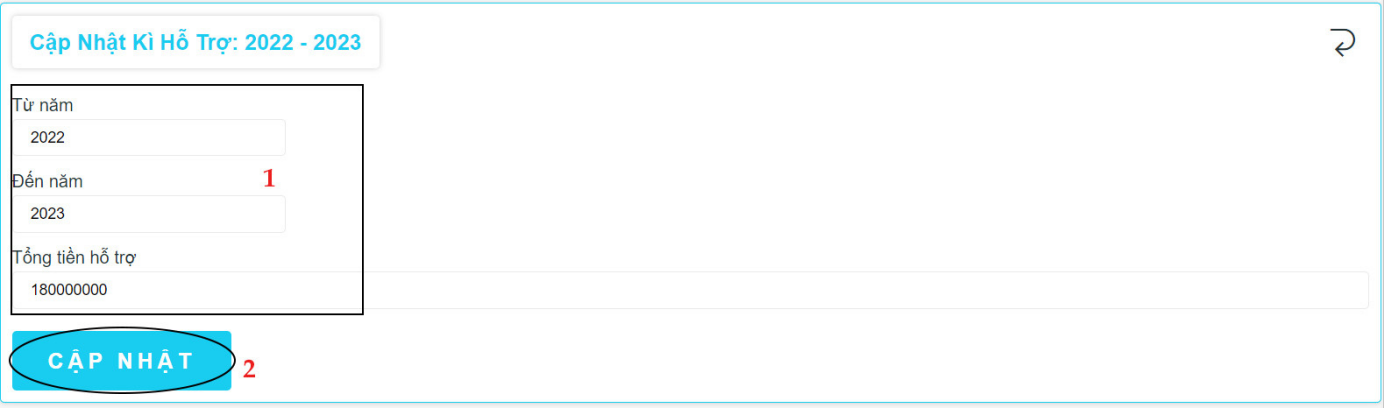 Cập Nhật Kì Hỗ Trợ: 2022 - 2023
Từ năm
2022
1
Đến năm
2023
Tổng tiền hỗ trợ
180000000
CẬP NHẬT
2